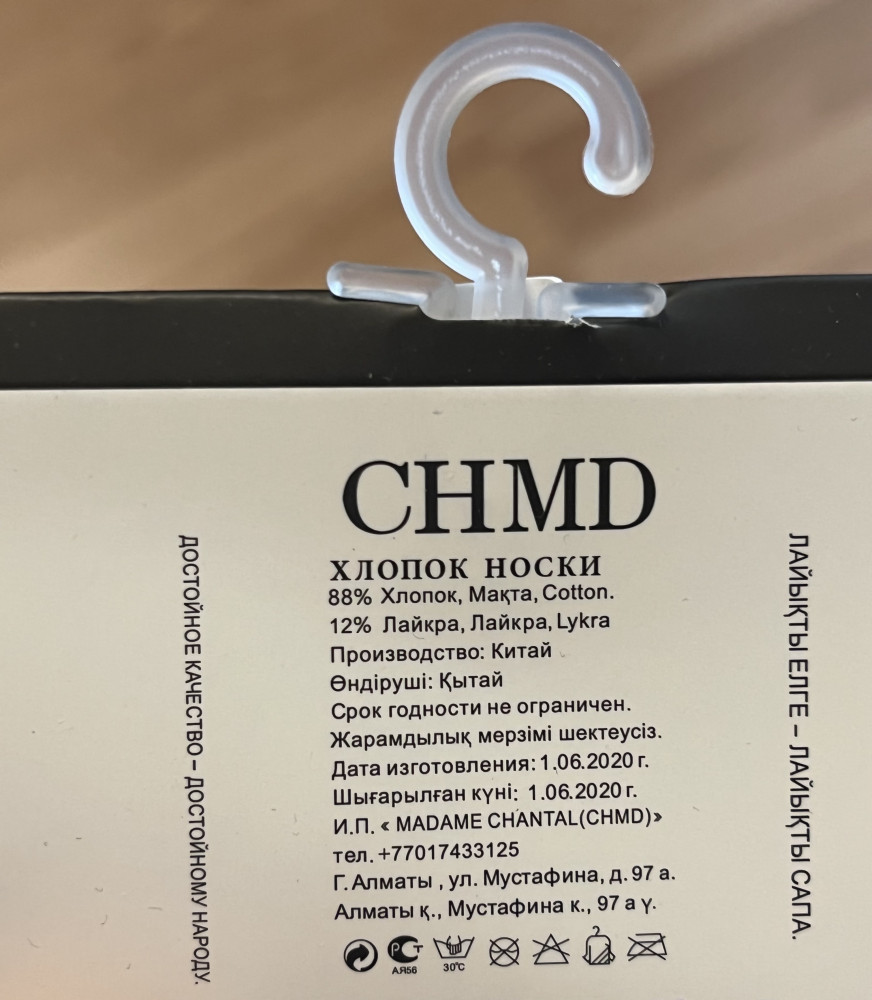 CHMD
ХЛОПОК НОСКИ
88% Хлопок, Мақта, Cotton.
12% Лайкра, Лайкра, Lykra
Производство: Китай
Өндіруші: Қытай
Срок годности не ограничен.
Жарамдылық мерзімі шектеусіз.
Дата изготовления: 1.06.2020 г.
Шығарылған күні: 1.06.2020 г.
И.П. « MADAME CHANTAL(CHMD)»
тел. +77017433125
Г. Алматы , ул. Мустафина, д. 97 а.
Алматы қ., Мустафина к., 97 а ү.
РСТ
АЯ56
30°C
ДОСТОЙНОЕ КАЧЕСТВО – ДОСТОЙНОМУ НАРОДУ.
ЛАЙЫҚТЫ ЕЛГЕ – ЛАЙЫҚТЫ САПА.